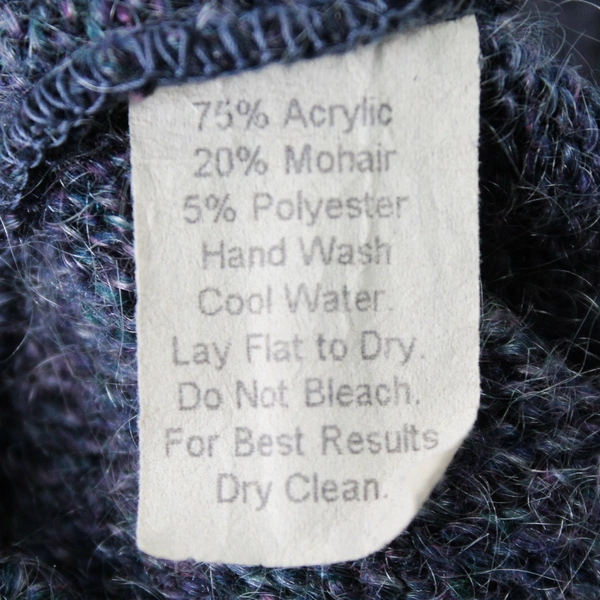 75% Acrylic
20% Mohair
5% Polyester
Hand Wash
Cool Water.
Lay Flat to Dry.
Do Not Bleach.
For Best Results
Dry Clean.